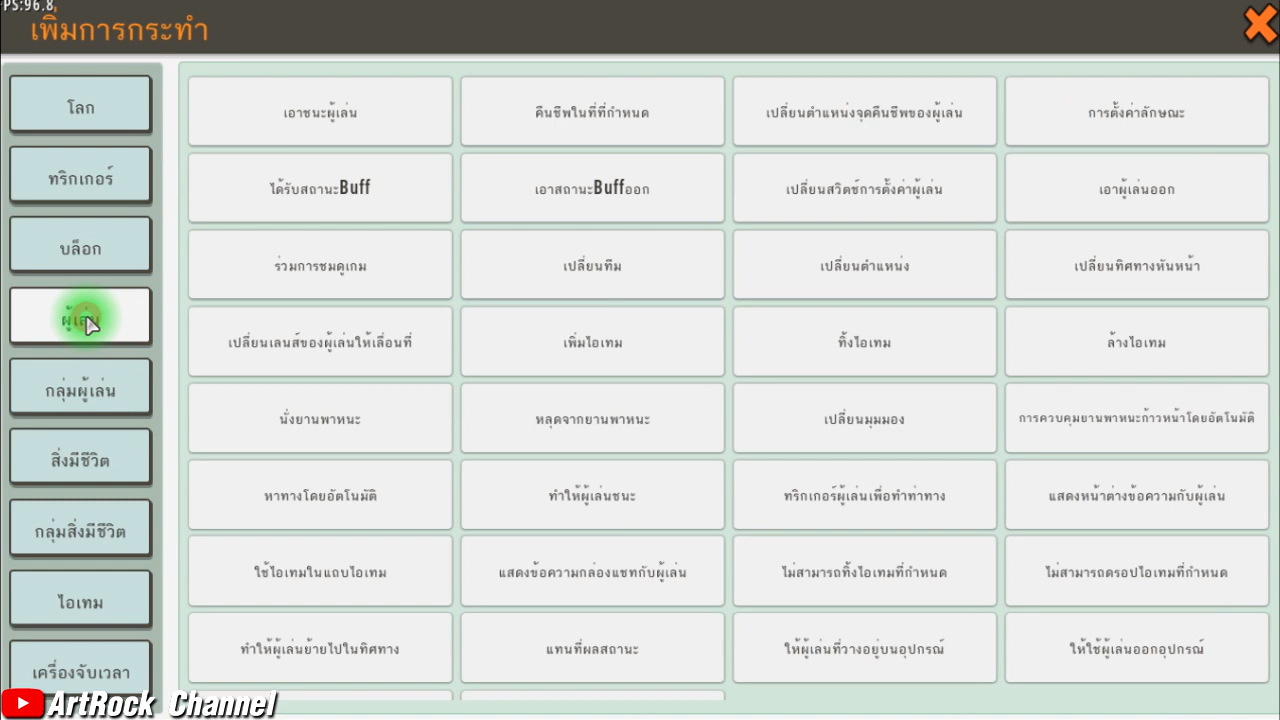 PS:96.8,
เพิ่มการกระทำ
โลก
ทริกเกอร์
บล็อก
ผู้เล่น
กลุ่มผู้เล่น
สิ่งมีชีวิต
กลุ่มสิ่งมีชีวิต
ไอเทม
เครื่องจับเวลา
เอาชนะผู้เล่น
คืนชีพในที่ที่กำหนด
เปลี่ยนตำแหน่งจุดคืนชีพของผู้เล่น
การตั้งค่าลักษณะ
ได้รับสถานะBuff
เอาสถานะBuffออก
เปลี่ยนสวิตช์การตั้งค่าผู้เล่น
เอาผู้เล่นออก
ร่วมการชมดูเกม
เปลี่ยนทีม
เปลี่ยนตำแหน่ง
เปลี่ยนทิศทางหันหน้า
เปลี่ยนเลนส์ของผู้เล่นให้เลื่อนที่
เพิ่มไอเทม
ทิ้งไอเทม
ล้างไอเทม
นั่งยานพาหนะ
หลุดจากยานพาหนะ
เปลี่ยนมุมมอง
การควบคุมยานพาหนะก้าวหน้าโดยอัตโนมัติ
หาทางโดยอัตโนมัติ
ทำให้ผู้เล่นชนะ
ทริกเกอร์ผู้เล่นเพื่อทำท่าทาง
แสดงหน้าต่างข้อความกับผู้เล่น
ใช้ไอเทมในแถบไอเทม
แสดงข้อความกล่องแชทกับผู้เล่น
ไม่สามารถทิ้งไอเทมที่กำหนด
ไม่สามารถดรอปไอเทมที่กำหนด
ทำให้ผู้เล่นย้ายไปในทิศทาง
แทนที่ผลสถานะ
ให้ผู้เล่นที่วางอยู่บนอุปกรณ์
ให้ใช้ผู้เล่นออกอุปกรณ์
ArtRock Channel